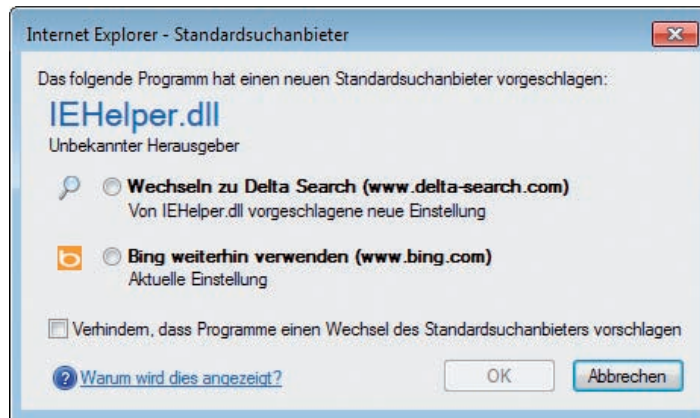 Internet Explorer - Standardsuchanbieter
Das folgende Programm hat einen neuen Standardsuchanbieter vorgeschlagen:
IEHelper.dll
Unbekannter Herausgeber
Wechseln zu Delta Search (www.delta-search.com)
Von IEHelper.dll vorgeschlagene neue Einstellung
Bing weiterhin verwenden (www.bing.com)
Aktuelle Einstellung
Verhindern, dass Programme einen Wechsel des Standardsuchanbieters vorschlagen
Warum wird dies angezeigt?
OK
Abbrechen